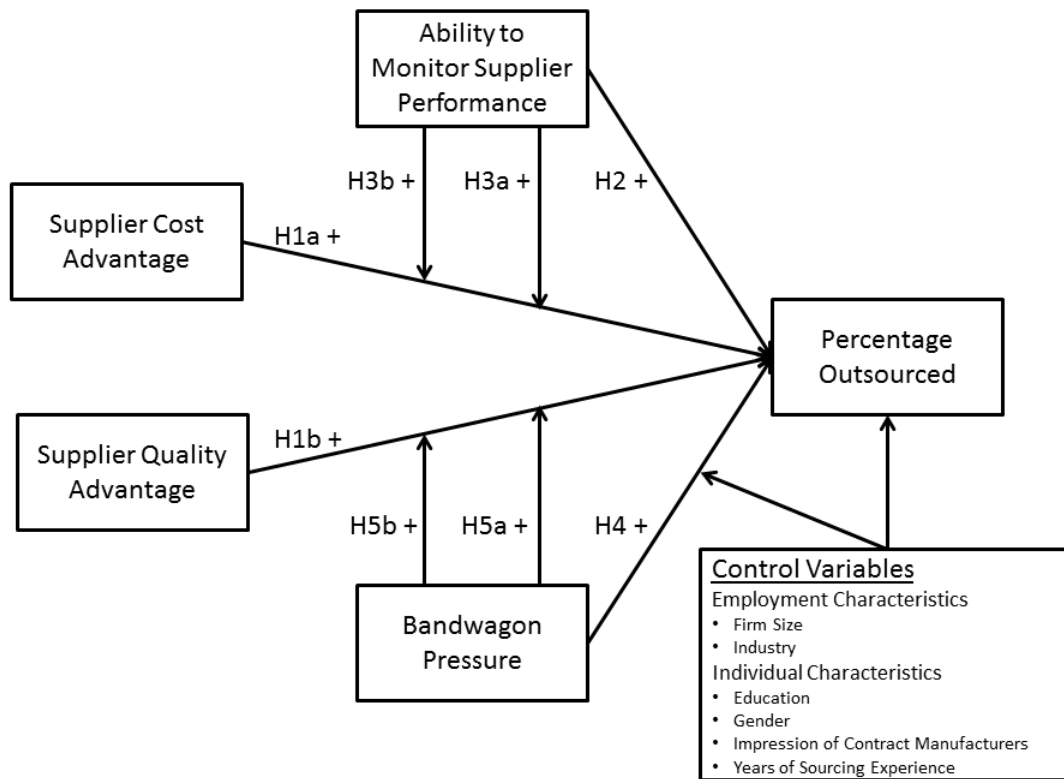 Ability to
Monitor Supplier
Performance
H3b +
H3a +
H2 +
Supplier Cost
Advantage
H1a +
Percentage
Outsourced
Supplier Quality
Advantage
H1b +
H5b +
H5a +
H4 +
Bandwagon
Pressure
Control Variables
Employment Characteristics
• Firm Size
• Industry
Individual Characteristics
• Education
• Gender
• Impression of Contract Manufacturers
• Years of Sourcing Experience